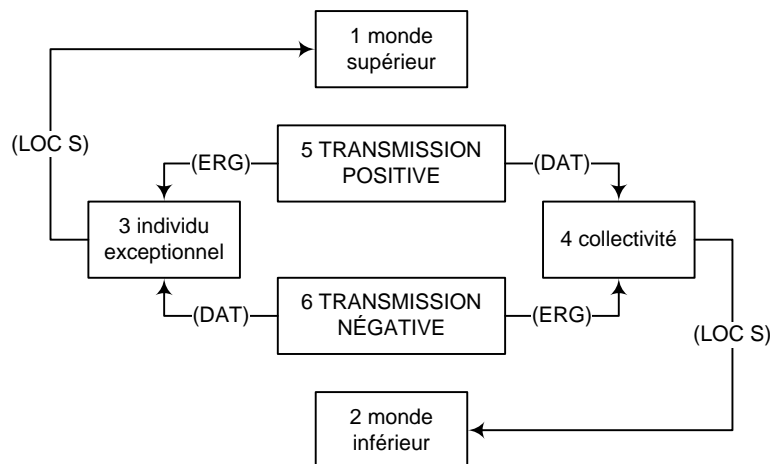 1 monde
supérieur
(LOC S)
(ERG)
5 TRANSMISSION
POSITIVE
(DAT)
3 individu
exceptionnel
4 collectivité
(DAT)
6 TRANSMISSION
NÉGATIVE
(ERG)
(LOC S)
2 monde
inférieur